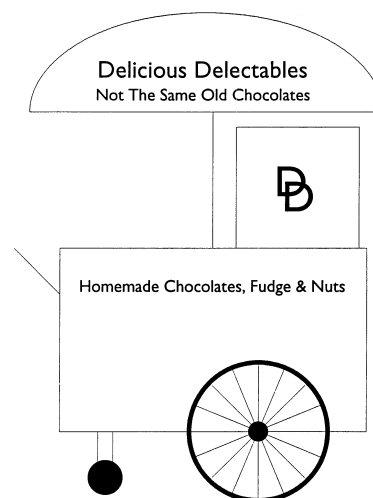 Delicious Delectables
Not The Same Old Chocolates
DD
Homemade Chocolates, Fudge & Nuts